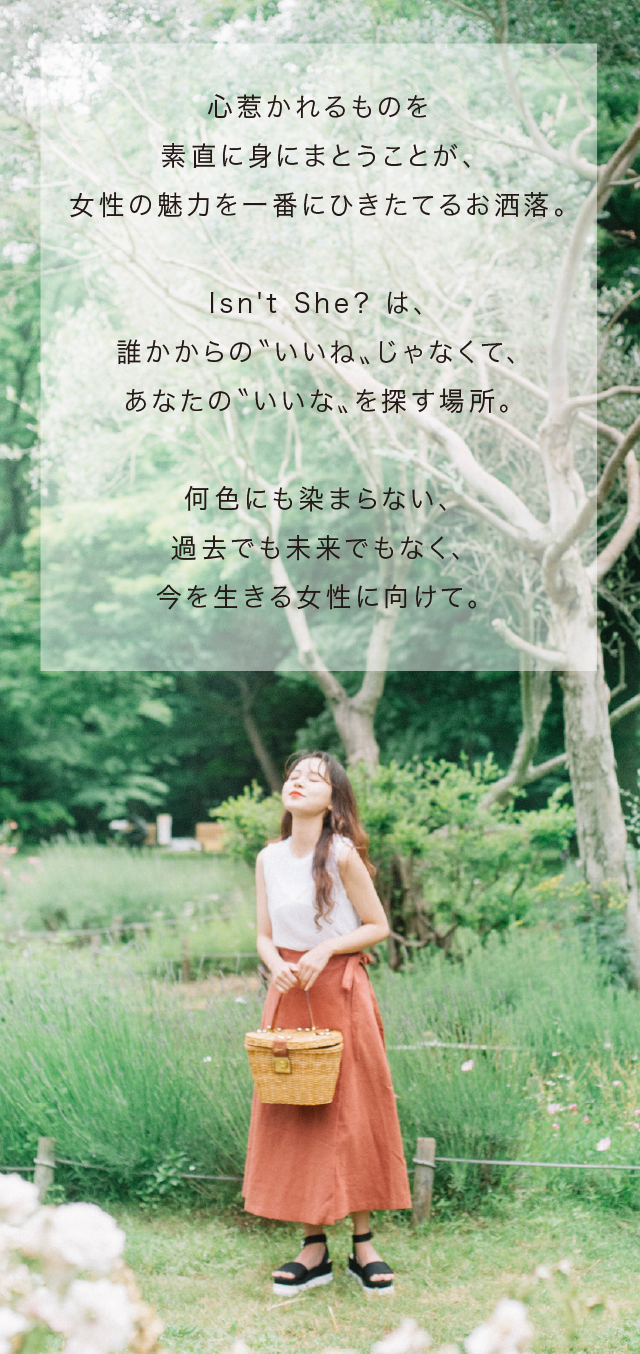 心惹かれるものを
素直に身にまとうことが、
女性の魅力を一番にひきたてるお洒落。
Isn't She? は、
誰かからの〝いいね〟じゃなくて、
あなたの〝いいな〟を探す場所。
何色にも染まらない、
過去でも未来でもなく、
今を生きる女性に向けて。